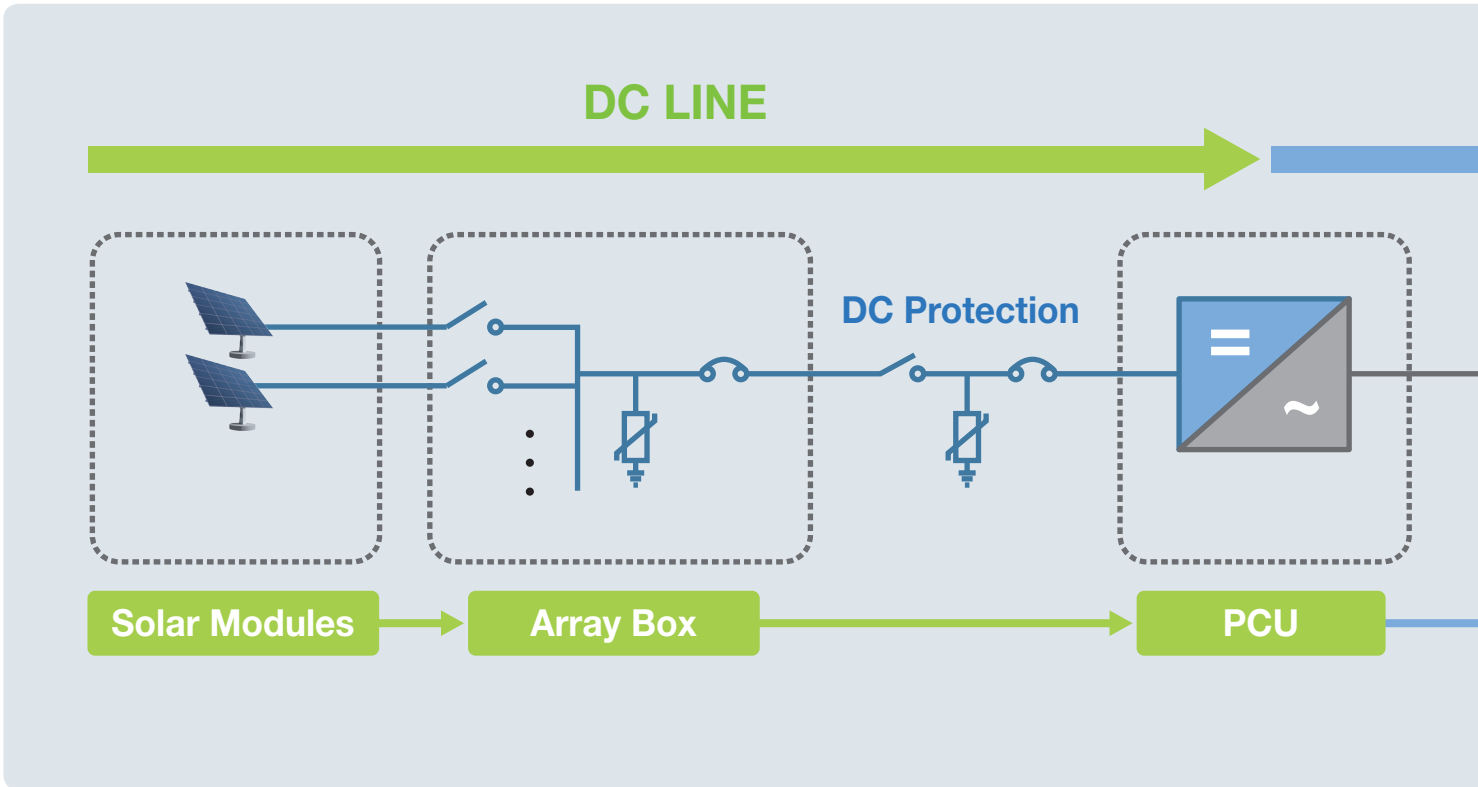 DC LINE
DC Protection
Solar Modules
Array Box
PCU